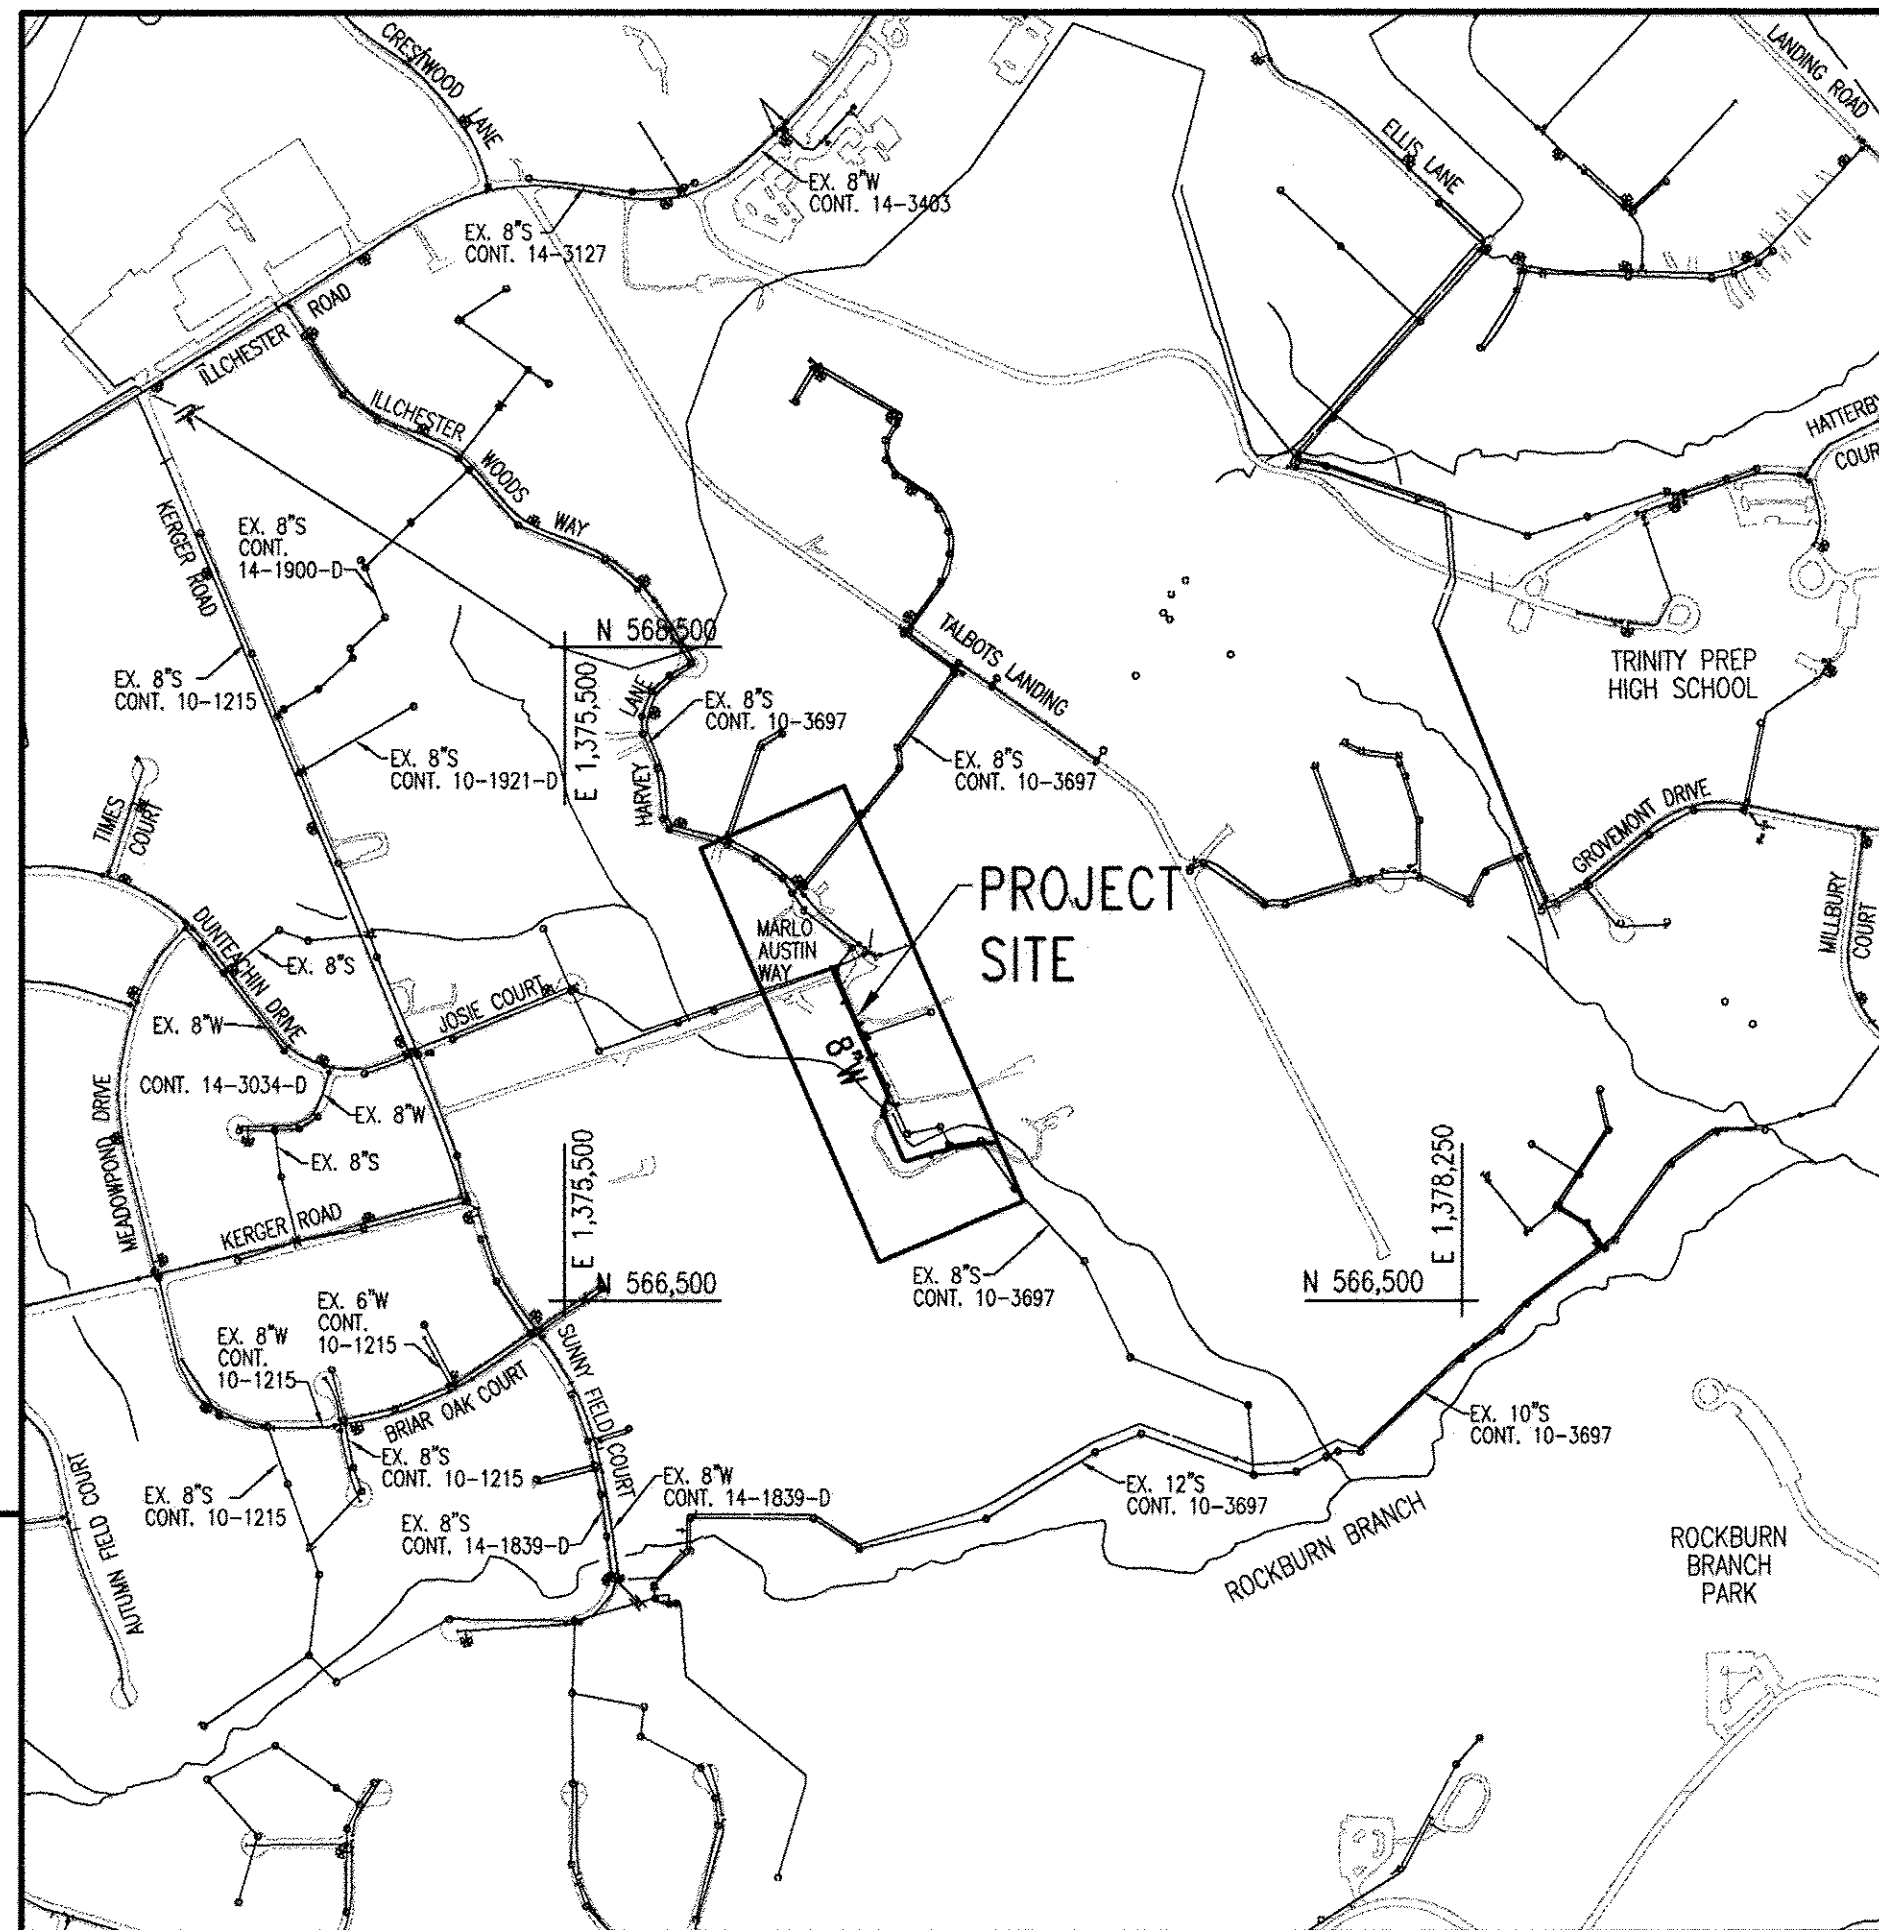 CRESTWOOD LANE
LANDING ROAD
ELLIS LANE
EX. 8"W
CONT. 14-3403
EX. 8"S
CONT. 14-3127
ILLCHESTER ROAD
ILLCHESTER WOODS WAY
HATTERBY
COUR
KERGER ROAD
EX. 8"S
CONT.
14-1900-D
N 568,500
E 1,375,500
TALBOTS LANDING
TRINITY PREP
HIGH SCHOOL
EX. 8"S
CONT. 10-1215
HARVEY LANE
EX. 8"S
CONT. 10-3697
EX. 8"S
CONT. 10-3697
EX. 8"S
CONT. 10-1921-D
TIMES
COURT
GROVEMONT DRIVE
PROJECT
SITE
MILLBURY
COURT
DUNTEACHIN DRIVE
MARLO
AUSTIN
WAY
EX. 8"S
JOSIE COURT
EX. 8"W
8"W
CONT. 14-3034-D
EX. 8"W
MEADOWPOND DRIVE
EX. 8"S
E 1,375,500
E 1,378,250
KERGER ROAD
N 566,500
EX. 8"S
CONT. 10-3697
N 566,500
EX. 6"W
CONT.
10-1215
EX. 8"W
CONT.
10-1215
SUNNY FIELD COURT
BRIAR OAK COURT
EX. 10"S
CONT. 10-3697
AUTUMN FIELD COURT
EX. 8"S
CONT. 10-1215
EX. 8"W
CONT. 14-1839-D
EX. 12"S
CONT. 10-3697
EX. 8"S
CONT. 10-1215
EX. 8"S
CONT. 14-1839-D
ROCKBURN BRANCH
ROCKBURN
BRANCH
PARK